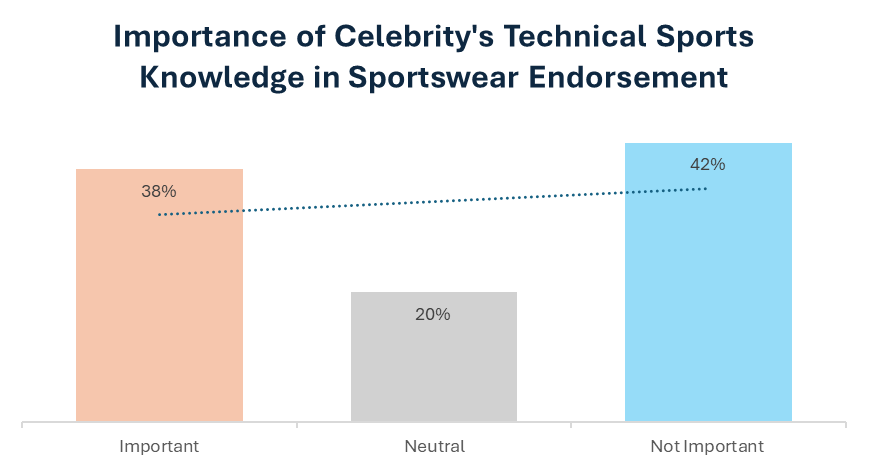 Importance of Celebrity's Technical Sports
Knowledge in Sportswear Endorsement
38%
20%
42%
Important
Neutral
Not Important